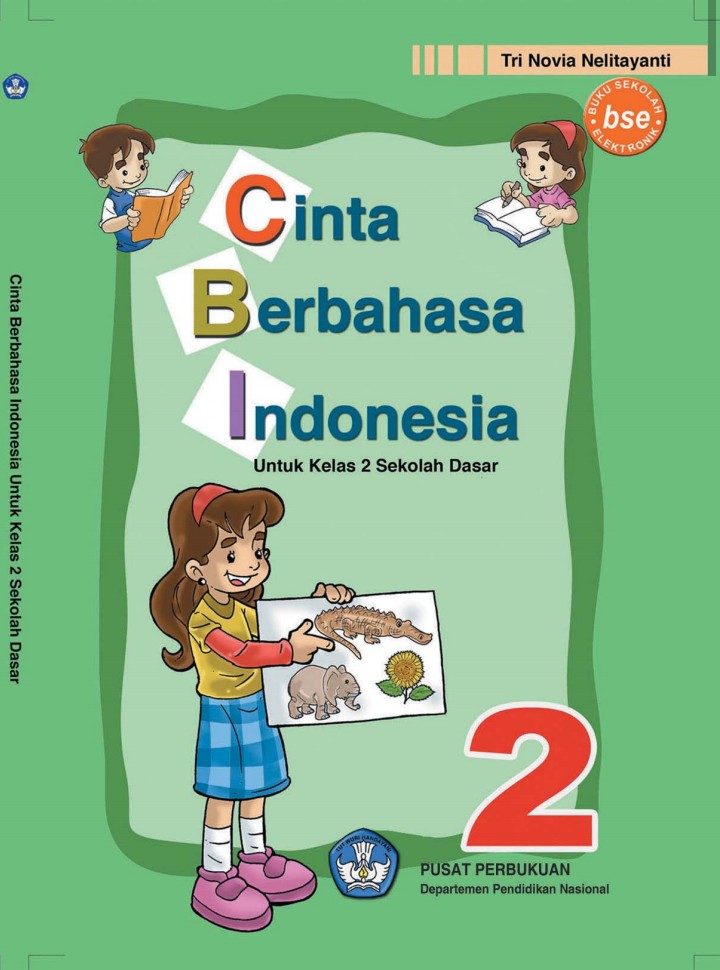 Tri Novia Nelitayanti
BUKU SEKOLAH
bse
ELEKTRONIK
Cinta
Berbahasa
Indonesia
Untuk Kelas 2 Sekolah Dasar
Cinta Berbahasa Indonesia Untuk Kelas 2 Sekolah Dasar
2
TUT WURI HANDAYANI
PUSAT PERBUKUAN
Departemen Pendidikan Nasional